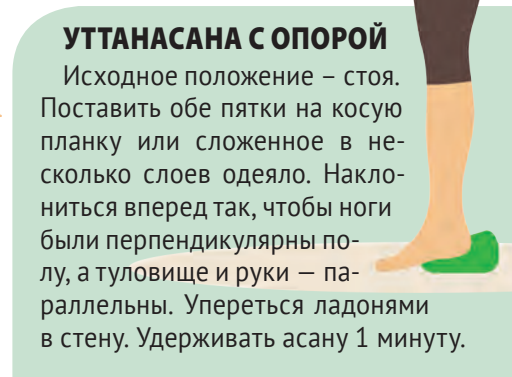 УТТАНАСАНА С ОПОРОЙ
Исходное положение – стоя.
Поставить обе пятки на косую
планку или сложенное в не-
сколько слоев одеяло. Накло-
ниться вперед так, чтобы ноги
были перпендикулярны по-
лу, а туловище и руки — па-
раллельны. Упереться ладонями
в стену. Удерживать асану 1 минуту.